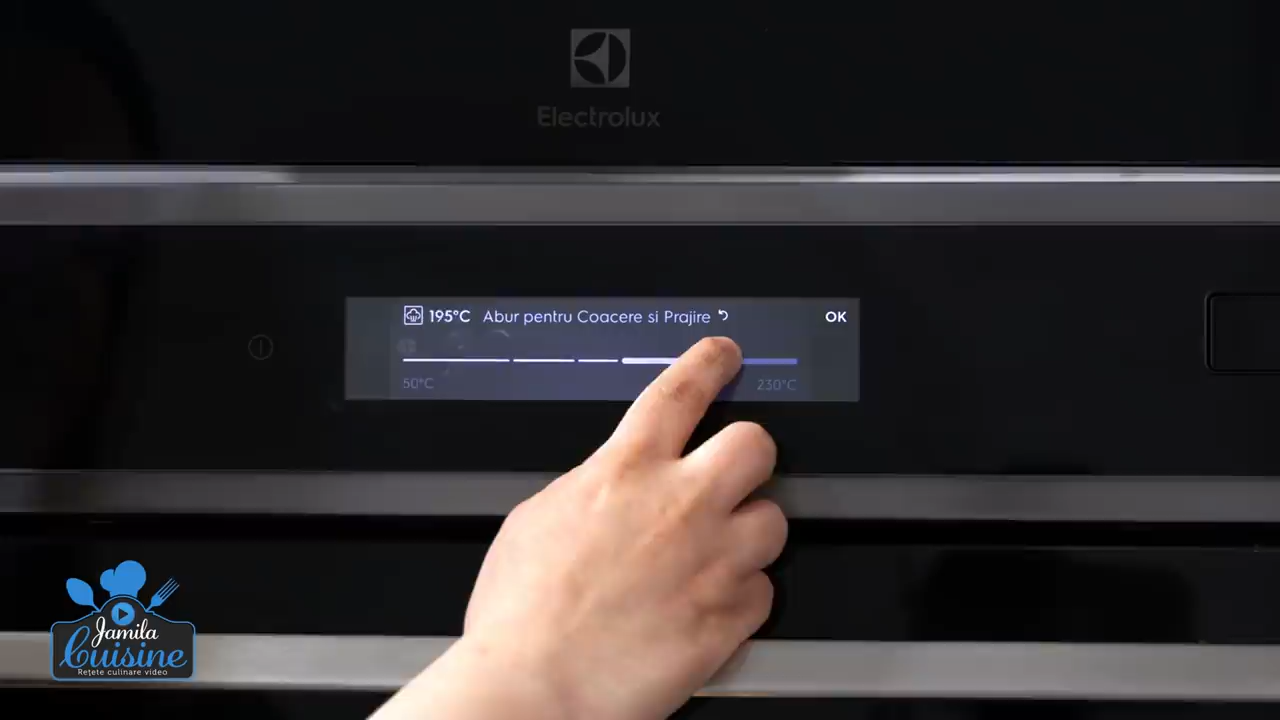 Electrolux
195°C Abur pentru Coacere si Prajire OK
50°C 230°C
Jamila
Cuisine
Rețete culinare video